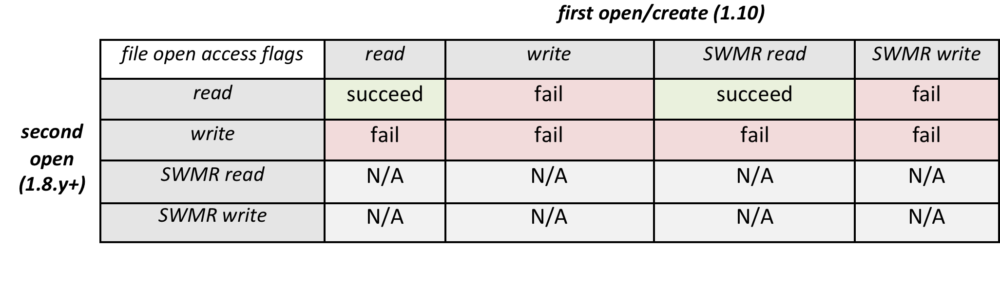 first open/create (1.10)
file open access flags read write SWMR read SWMR write
read succeed fail succeed fail
write fail fail fail fail
SWMR read N/A N/A N/A N/A
SWMR write N/A N/A N/A N/A
second
open
(1.8.y+)